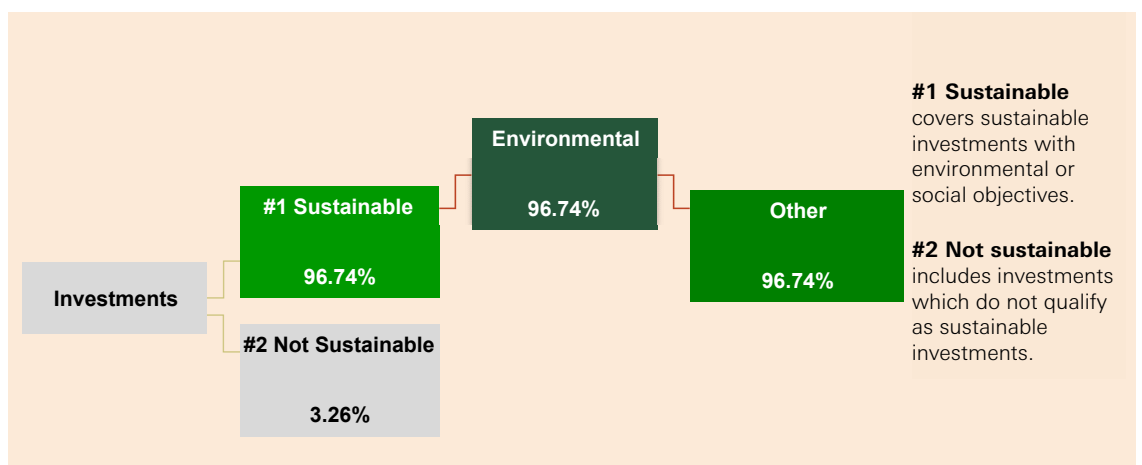 Investments
#1 Sustainable
96.74%
#2 Not Sustainable
3.26%
Environmental
96.74%
Other
96.74%
#1 Sustainable
covers sustainable
investments with
environmental or
social objectives.
#2 Not sustainable
includes investments
which do not qualify
as sustainable
investments.